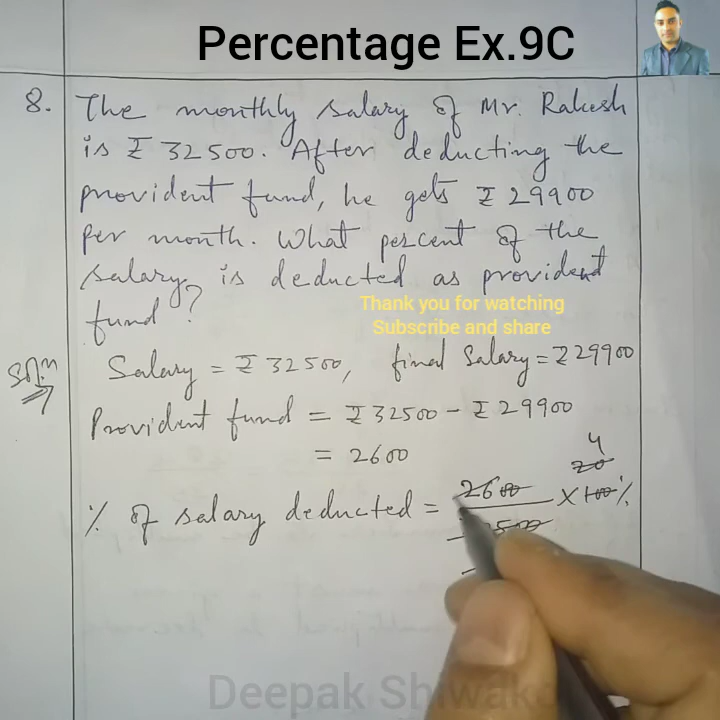 Percentage Ex.9C
8. The monthly salary of Mr. Rakesh
is ₹ 32500. After deducting the
provident fund, he gets ₹ 29900
per month. What percent of the
salary is deducted as provident
fund?
Thank you for watching
Subscribe and share
Solⁿ Salary = ₹ 32500, final Salary = ₹ 29900
Provident fund = ₹ 32500 - ₹ 29900
= 2600
4
20
% of salary deducted = 2600 × 100%
Deepak